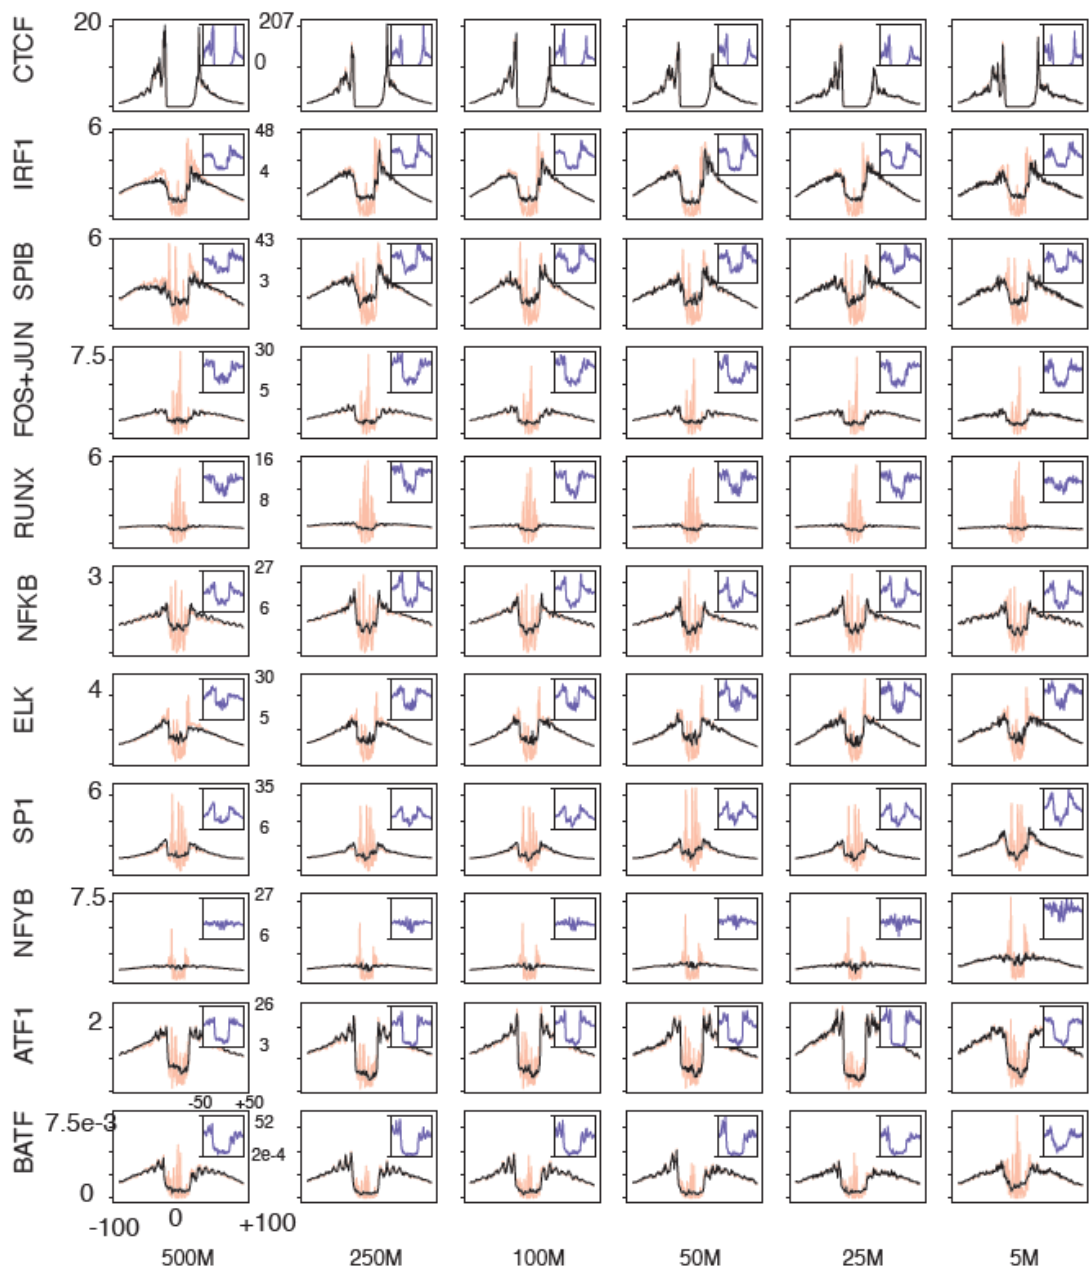 CTCF
20
207
0
IRF1
6
48
4
SPIB
6
43
3
FOS+JUN
7.5
30
5
RUNX
6
16
8
NFKB
3
27
6
ELK
4
30
5
SP1
6
35
6
NFYB
7.5
27
6
ATF1
2
26
3
-50 +50
BATF
7.5e-3
52
2e-4
0
-100 0 +100
500M 250M 100M 50M 25M 5M